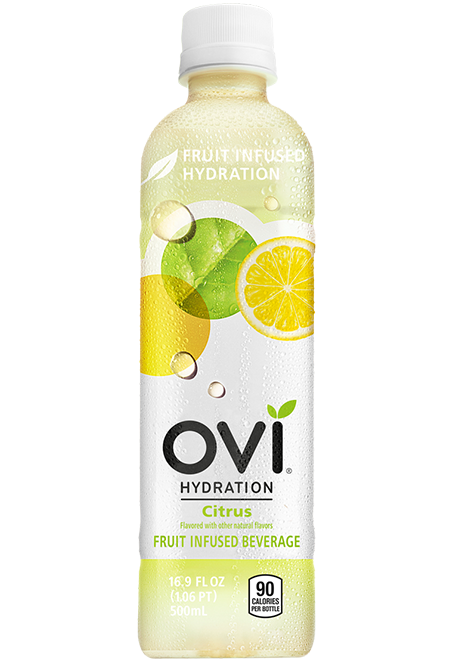 FRUIT INFUSED
HYDRATION
OVI®
HYDRATION
Citrus
Flavored with other natural flavors
FRUIT INFUSED BEVERAGE
16.9 FL OZ
(1.06 PT)
500mL
90
CALORIES
PER BOTTLE